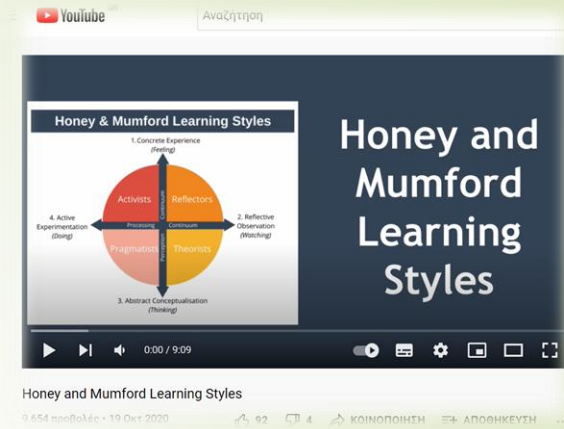 YouTube
Αναζήτηση
Honey & Mumford Learning Styles
1. Concrete Experience
(Feeling)
Activists
Reflectors
Continuum
4. Active
Experimentation
(Doing)
Processing Continuum
2. Reflective
Observation
(Watching)
Perception
Pragmatists
Theorists
3. Abstract Conceptualisation
(Thinking)
Honey and
Mumford
Learning
Styles
0:00 / 9:09
Honey and Mumford Learning Styles
9.654 προβολές • 19 Οκτ 2020 92 4 ΚΟΙΝΟΠΟΙΗΣΗ ΑΠΟΘΗΚΕΥΣΗ